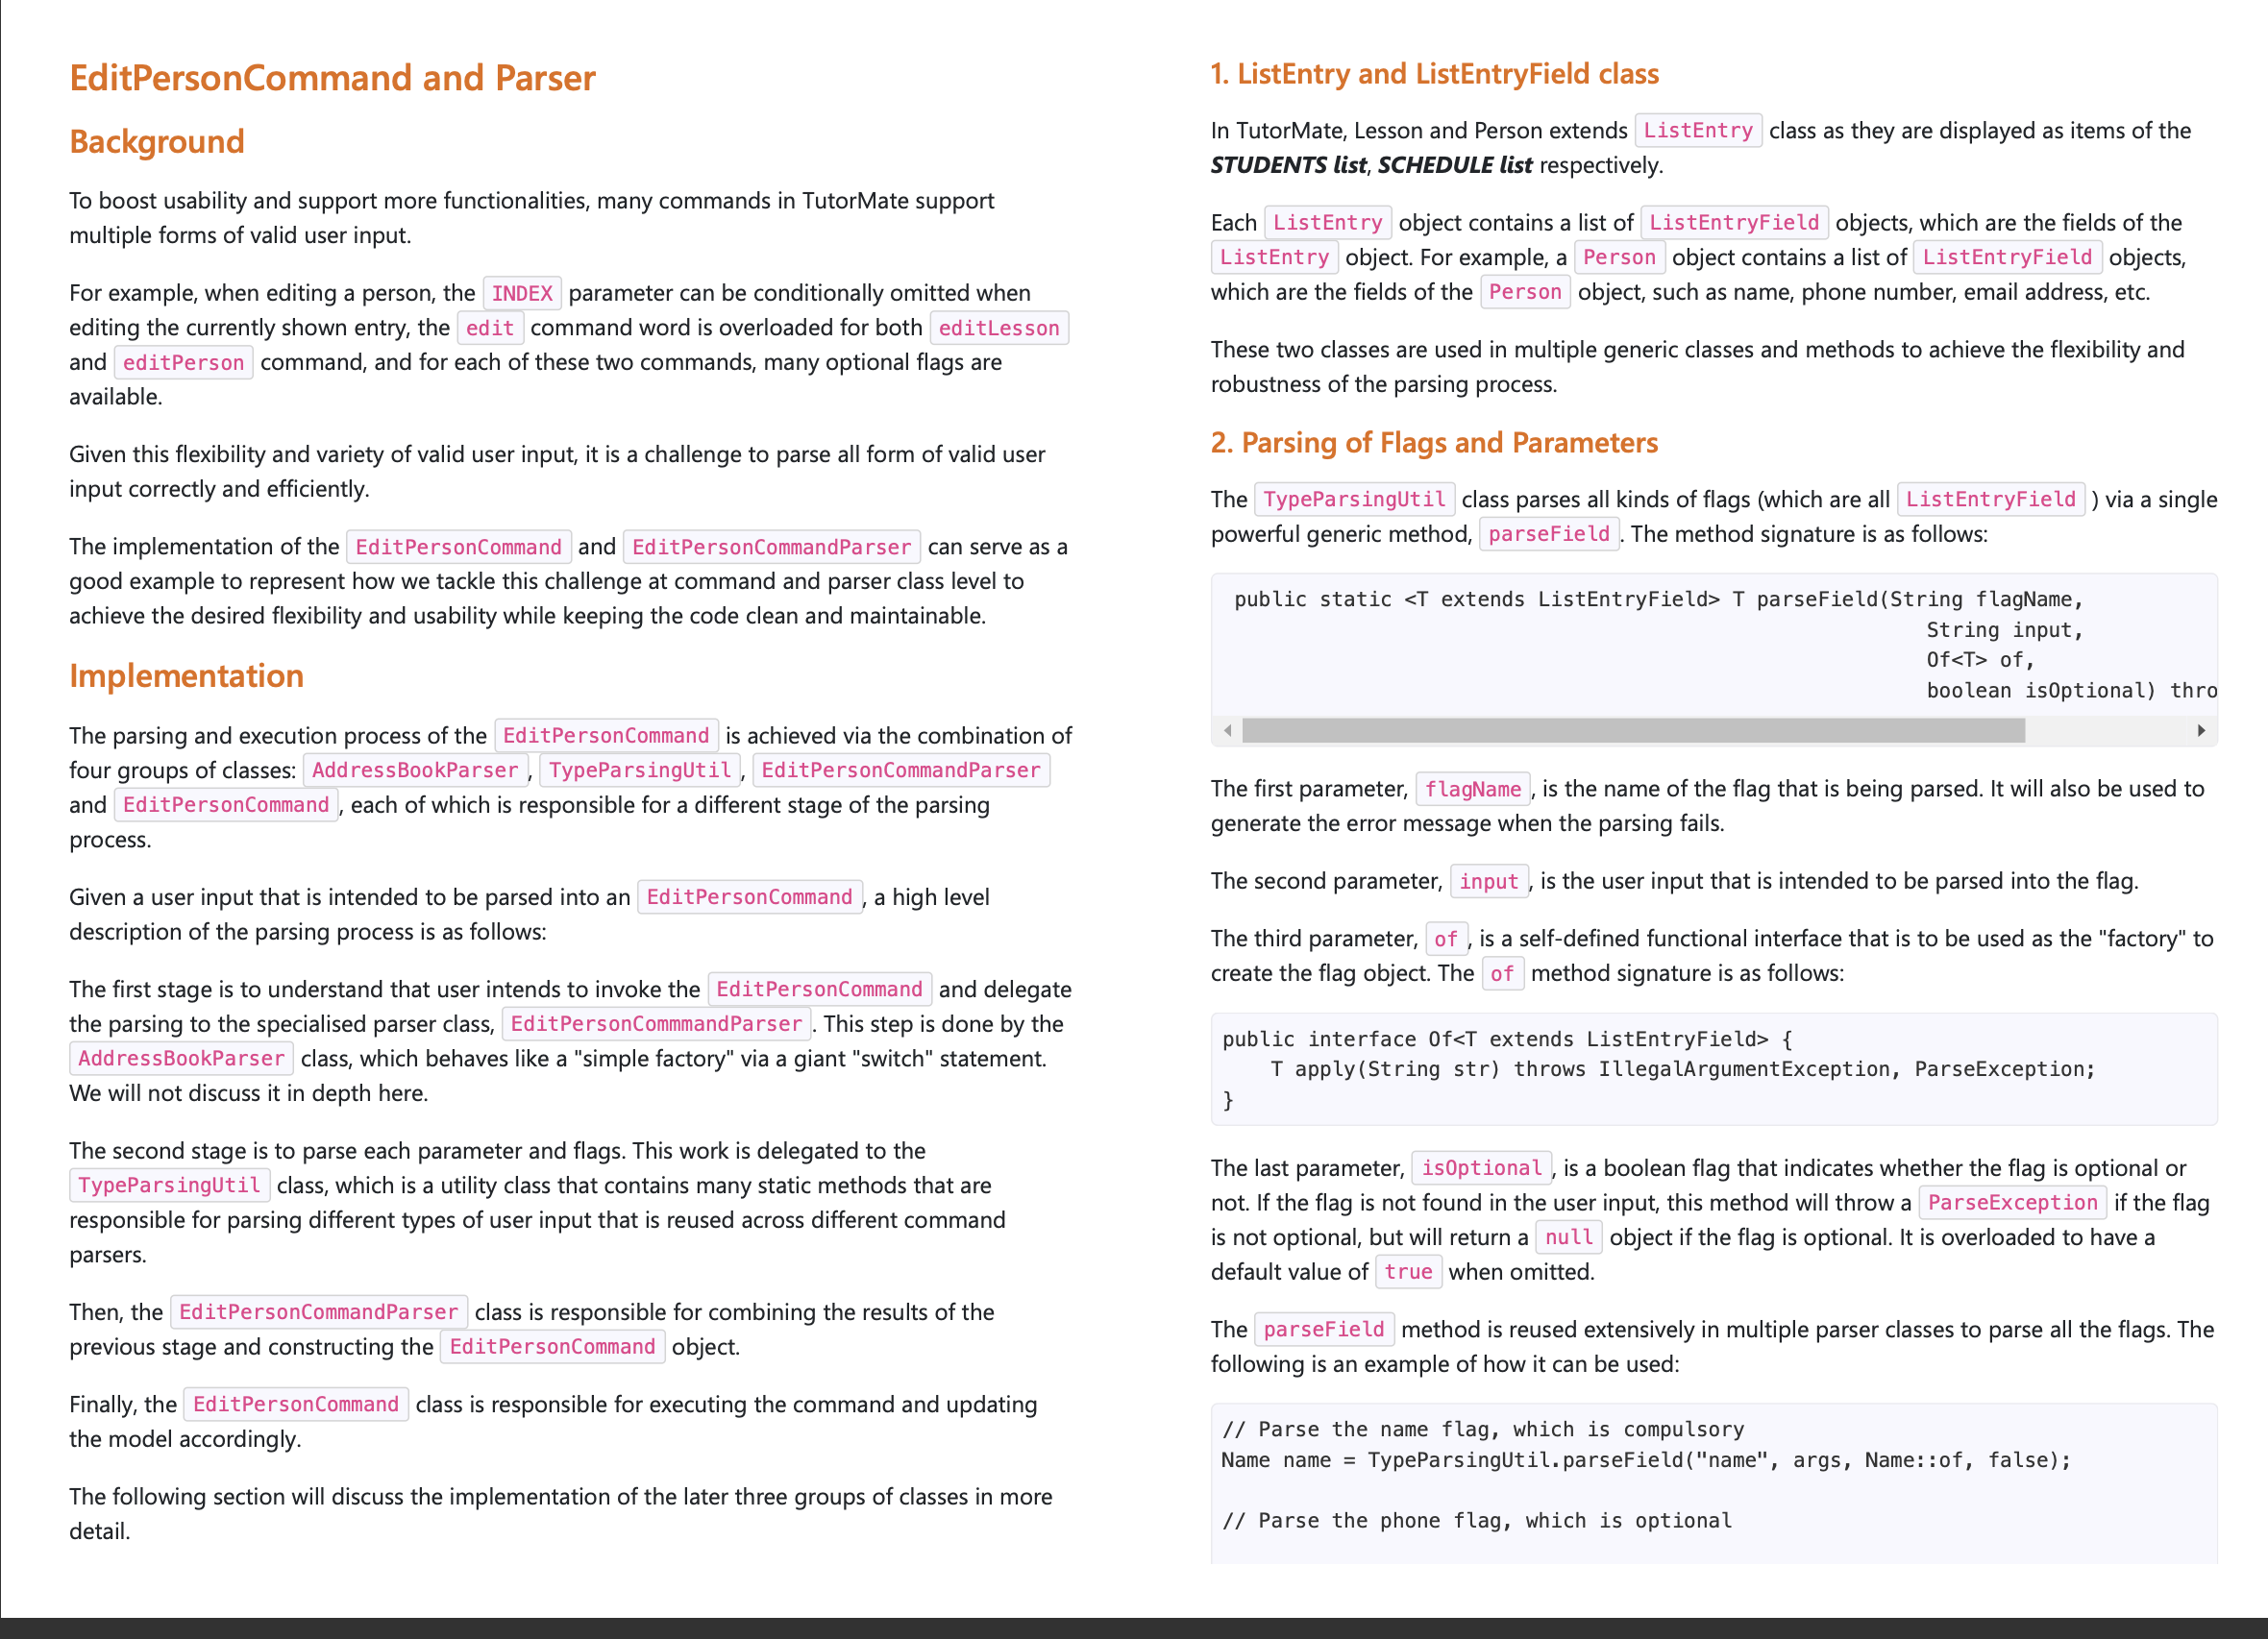 EditPersonCommand and Parser
Background
To boost usability and support more functionalities, many commands in TutorMate support
multiple forms of valid user input.
For example, when editing a person, the INDEX parameter can be conditionally omitted when
editing the currently shown entry, the edit command word is overloaded for both editLesson
and editPerson command, and for each of these two commands, many optional flags are
available.
Given this flexibility and variety of valid user input, it is a challenge to parse all form of valid user
input correctly and efficiently.
The implementation of the EditPersonCommand and EditPersonCommandParser can serve as a
good example to represent how we tackle this challenge at command and parser class level to
achieve the desired flexibility and usability while keeping the code clean and maintainable.
Implementation
The parsing and execution process of the EditPersonCommand is achieved via the combination of
four groups of classes: AddressBookParser, TypeParsingUtil, EditPersonCommandParser
and EditPersonCommand, each of which is responsible for a different stage of the parsing
process.
Given a user input that is intended to be parsed into an EditPersonCommand, a high level
description of the parsing process is as follows:
The first stage is to understand that user intends to invoke the EditPersonCommand and delegate
the parsing to the specialised parser class, EditPersonCommmandParser. This step is done by the
AddressBookParser class, which behaves like a "simple factory" via a giant "switch" statement.
We will not discuss it in depth here.
The second stage is to parse each parameter and flags. This work is delegated to the
TypeParsingUtil class, which is a utility class that contains many static methods that are
responsible for parsing different types of user input that is reused across different command
parsers.
Then, the EditPersonCommandParser class is responsible for combining the results of the
previous stage and constructing the EditPersonCommand object.
Finally, the EditPersonCommand class is responsible for executing the command and updating
the model accordingly.
The following section will discuss the implementation of the later three groups of classes in more
detail.
1. ListEntry and ListEntryField class
In TutorMate, Lesson and Person extends ListEntry class as they are displayed as items of the
STUDENTS list, SCHEDULE list respectively.
Each ListEntry object contains a list of ListEntryField objects, which are the fields of the
ListEntry object. For example, a Person object contains a list of ListEntryField objects,
which are the fields of the Person object, such as name, phone number, email address, etc.
These two classes are used in multiple generic classes and methods to achieve the flexibility and
robustness of the parsing process.
2. Parsing of Flags and Parameters
The TypeParsingUtil class parses all kinds of flags (which are all ListEntryField ) via a single
powerful generic method, parseField. The method signature is as follows:
public static <T extends ListEntryField> T parseField(String flagName,
String input,
Of<T> of,
boolean isOptional) thro
The first parameter, flagName, is the name of the flag that is being parsed. It will also be used to
generate the error message when the parsing fails.
The second parameter, input, is the user input that is intended to be parsed into the flag.
The third parameter, of, is a self-defined functional interface that is to be used as the "factory" to
create the flag object. The of method signature is as follows:
public interface Of<T extends ListEntryField> {
T apply(String str) throws IllegalArgumentException, ParseException;
}
The last parameter, isOptional, is a boolean flag that indicates whether the flag is optional or
not. If the flag is not found in the user input, this method will throw a ParseException if the flag
is not optional, but will return a null object if the flag is optional. It is overloaded to have a
default value of true when omitted.
The parseField method is reused extensively in multiple parser classes to parse all the flags. The
following is an example of how it can be used:
// Parse the name flag, which is compulsory
Name name = TypeParsingUtil.parseField("name", args, Name::of, false);
// Parse the phone flag, which is optional